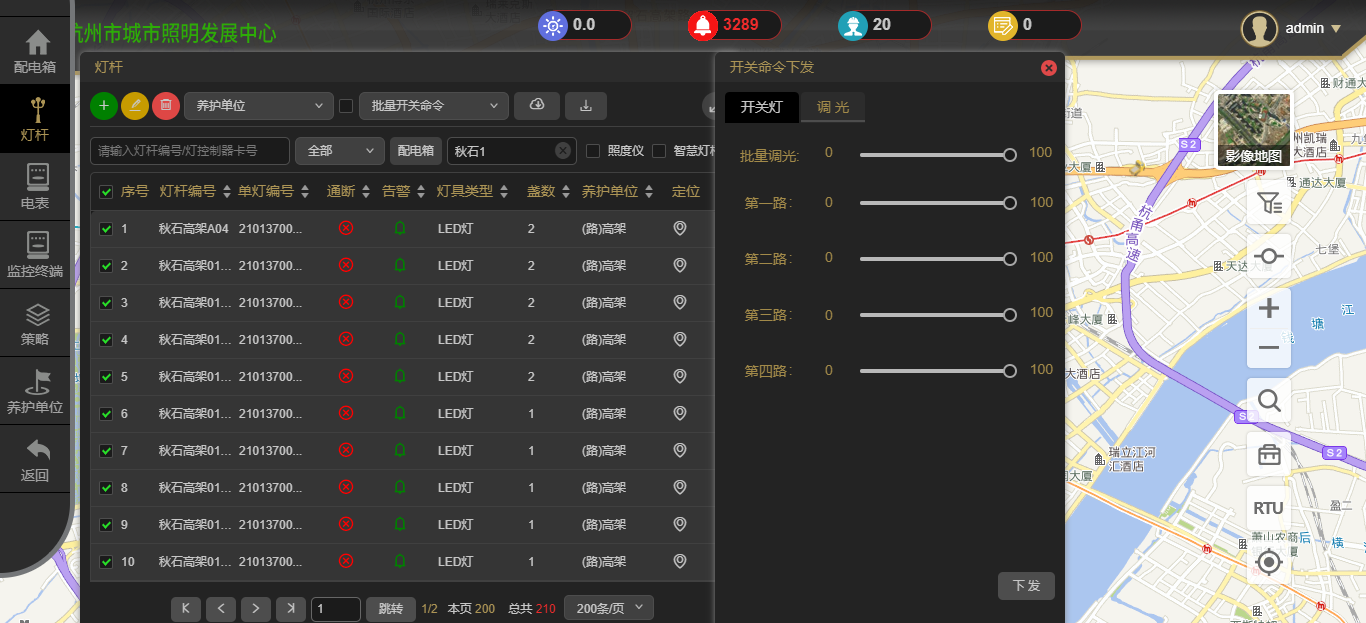 杭州市城市照明发展中心
0.0
3289
20
0
admin
配电箱
灯杆
电表
监控终端
策略
养护单位
返回
灯杆
养护单位
批量开关命令
请输入灯杆编号/灯控制器卡号
全部
配电箱
秋石1
照度仪
智慧灯杆
序号 灯杆编号 单灯编号 通断 告警 灯具类型 盏数 养护单位 定位
1 秋石高架A04 21013700... LED灯 2 (路)高架
2 秋石高架01... 21013700... LED灯 2 (路)高架
3 秋石高架01... 21013700... LED灯 2 (路)高架
4 秋石高架01... 21013700... LED灯 2 (路)高架
5 秋石高架01... 21013700... LED灯 2 (路)高架
6 秋石高架01... 21013700... LED灯 1 (路)高架
7 秋石高架01... 21013700... LED灯 1 (路)高架
8 秋石高架01... 21013700... LED灯 1 (路)高架
9 秋石高架01... 21013700... LED灯 1 (路)高架
10 秋石高架01... 21013700... LED灯 1 (路)高架
1
跳转
1/2 本页 200 总共 210
200条/页
开关命令下发
开关灯
调光
批量调光: 0 100
第一路: 0 100
第二路: 0 100
第三路: 0 100
第四路: 0 100
下发
影像地图
RTU
财通大
街道
S2
州凯瑞
大酒店
九堡
大厦
通达大厦
杭甬高速
七堡
天达
峰大厦
江
塘
钱
大酒店
S2
S2
瑞立江河
汇酒店
大厦
盈二
萧山农商
银 大厦
后
横